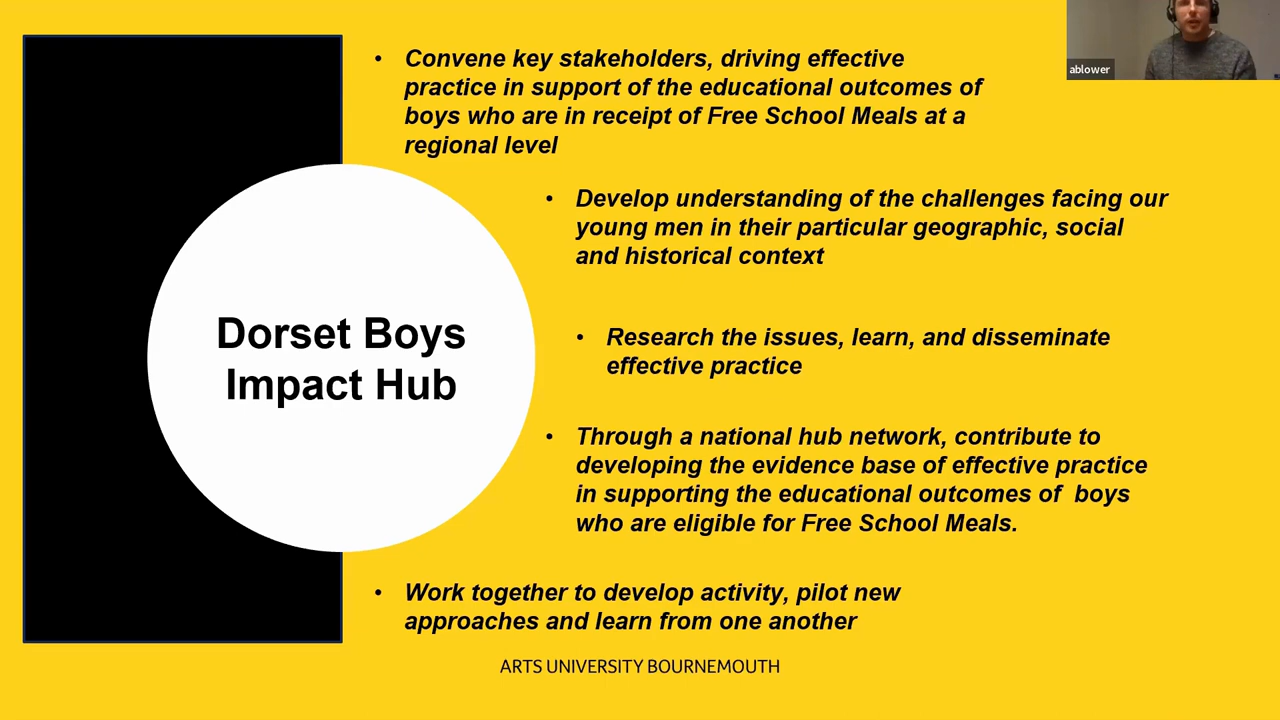 • Convene key stakeholders, driving effective
practice in support of the educational outcomes of
boys who are in receipt of Free School Meals at a
regional level
ablower
• Develop understanding of the challenges facing our
young men in their particular geographic, social
and historical context
Dorset Boys
Impact Hub
• Research the issues, learn, and disseminate
effective practice
• Through a national hub network, contribute to
developing the evidence base of effective practice
in supporting the educational outcomes of  boys
who are eligible for Free School Meals.
• Work together to develop activity, pilot new
approaches and learn from one another
ARTS UNIVERSITY BOURNEMOUTH